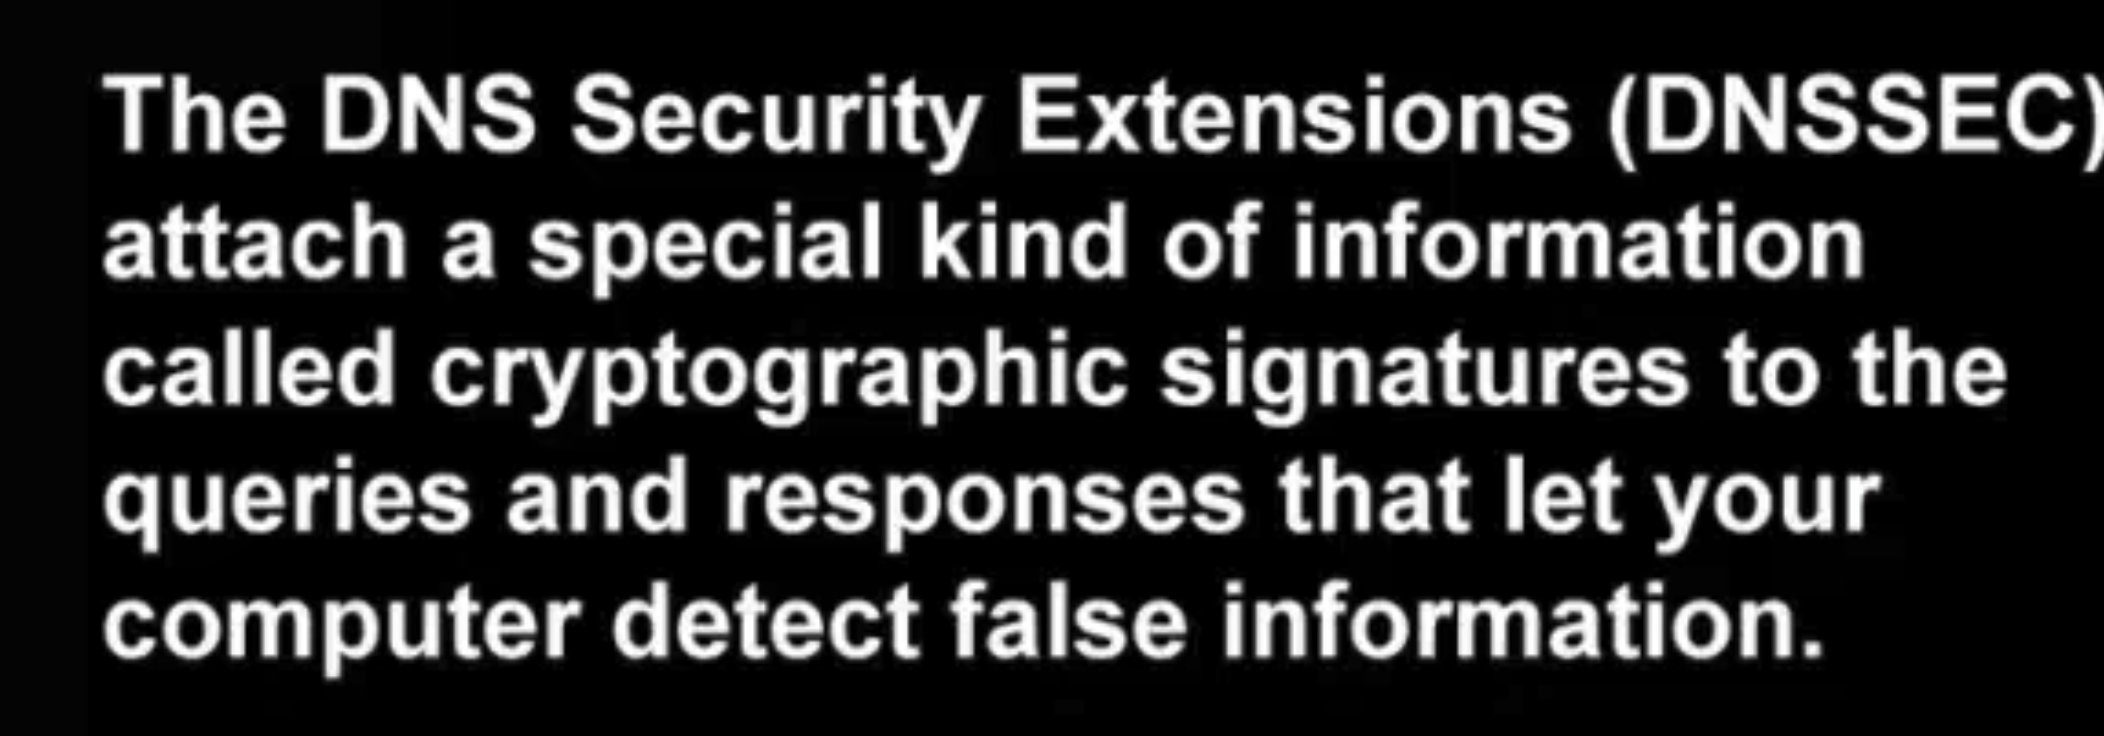 The DNS Security Extensions (DNSSEC)
attach a special kind of information
called cryptographic signatures to the
queries and responses that let your
computer detect false information.